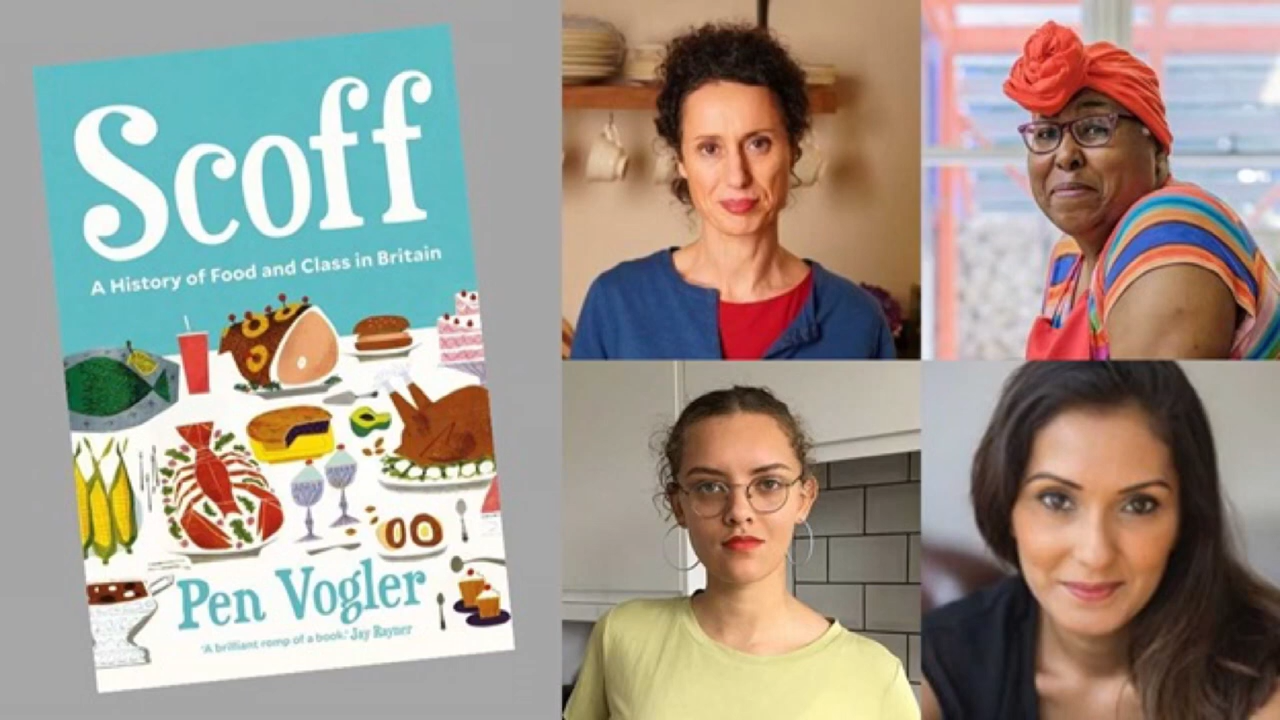 Scoff
A History of Food and Class in Britain
Pen Vogler
'A brilliant romp of a book.' Jay Rayner